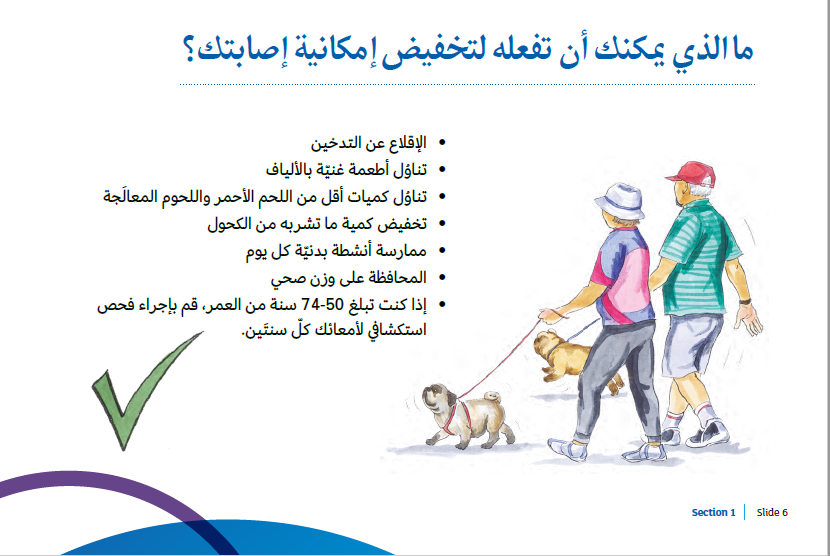 ما الذي يمكنك أن تفعله لتخفيض إمكانية إصابتك؟
• الإقلاع عن التدخين
• تناوُل أطعمة غنيّة بالألياف
• تناوُل كميات أقل من اللحم الأحمر واللحوم المعالَجة
• تخفيض كمية ما تشربه من الكحول
• ممارسة أنشطة بدنيّة كل يوم
• المحافظة على وزن صحي
• إذا كنت تبلغ 50-74 سنة من العمر، قم بإجراء فحص
استكشافي لأمعائك كلّ سنتَين.
Section 1 | Slide 6